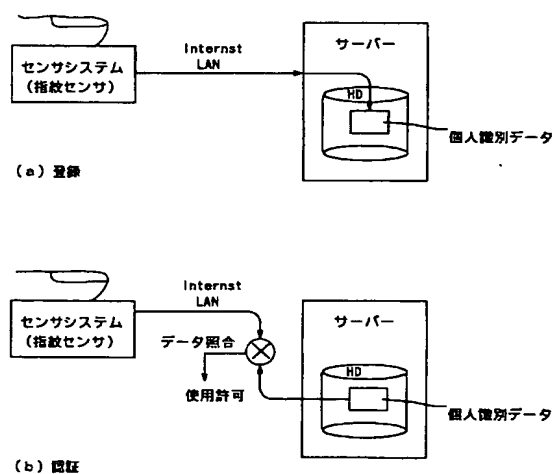 Internst
LAN
センサシステム
(指紋センサ)
サーバー
HD
個人識別データ
(a) 登録
Internst
LAN
センサシステム
(指紋センサ)
データ照合
使用許可
サーバー
HD
個人識別データ
(b) 認証